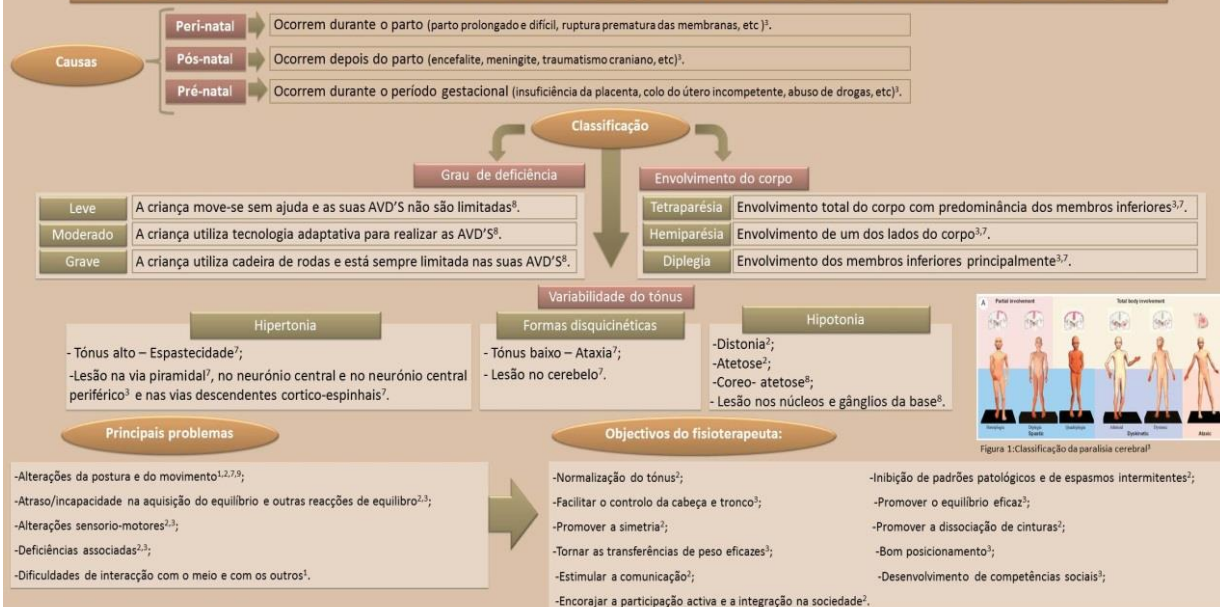 Causas
Peri-natal
Ocorrem durante o parto (parto prolongado e difícil, ruptura prematura das membranas, etc )³.
Pós-natal
Ocorrem depois do parto (encefalite, meningite, traumatismo craniano, etc)³.
Pré-natal
Ocorrem durante o período gestacional (insuficiência da placenta, colo do útero incompetente, abuso de drogas, etc)³.
Classificação
Grau de deficiência
Leve
A criança move-se sem ajuda e as suas AVD'S não são limitadas⁸.
Moderado
A criança utiliza tecnologia adaptativa para realizar as AVD'S⁸.
Grave
A criança utiliza cadeira de rodas e está sempre limitada nas suas AVD'S⁸.
Envolvimento do corpo
Tetraparésia
Envolvimento total do corpo com predominância dos membros inferiores³,⁷.
Hemiparésia
Envolvimento de um dos lados do corpo³,⁷.
Diplegia
Envolvimento dos membros inferiores principalmente³,⁷.
Variabilidade do tónus
Hipertonia
- Tónus alto – Espastecidade⁷;
-Lesão na via piramidal⁷, no neurónio central e no neurónio central
periférico³ e nas vias descendentes cortico-espinhais⁷.
Formas disquicinéticas
- Tónus baixo – Ataxia⁷;
- Lesão no cerebelo⁷.
Hipotonia
-Distonia²;
-Atetose²;
-Coreo- atetose⁸;
- Lesão nos núcleos e gânglios da base⁸.
A
Partial involvement
Total body involvement
Diplegia
Quadriplegia
Spastic
Dyskinetic
Ataxic
Figura 1:Classificação da paralisia cerebral³
Principais problemas
-Alterações da postura e do movimento¹,²,⁷,⁹;
-Atraso/incapacidade na aquisição do equilíbrio e outras reacções de equilibro²,³;
-Alterações sensorio-motores²,³;
-Deficiências associadas²,³;
-Dificuldades de interacção com o meio e com os outros¹.
Objectivos do fisioterapeuta:
-Normalização do tónus²;
-Facilitar o controlo da cabeça e tronco³;
-Promover a simetria²;
-Tornar as transferências de peso eficazes³;
-Estimular a comunicação²;
-Encorajar a participação activa e a integração na sociedade².
-Inibição de padrões patológicos e de espasmos intermitentes²;
-Promover o equilíbrio eficaz³;
-Promover a dissociação de cinturas²;
-Bom posicionamento³;
-Desenvolvimento de competências sociais³;